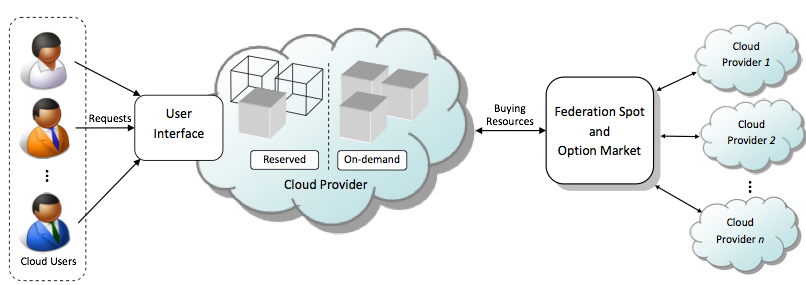 Cloud Users
Requests
User
Interface
Reserved
On-demand
Cloud Provider
Buying
Resources
Federation Spot
and
Option Market
Cloud
Provider 1
Cloud
Provider 2
Cloud
Provider n